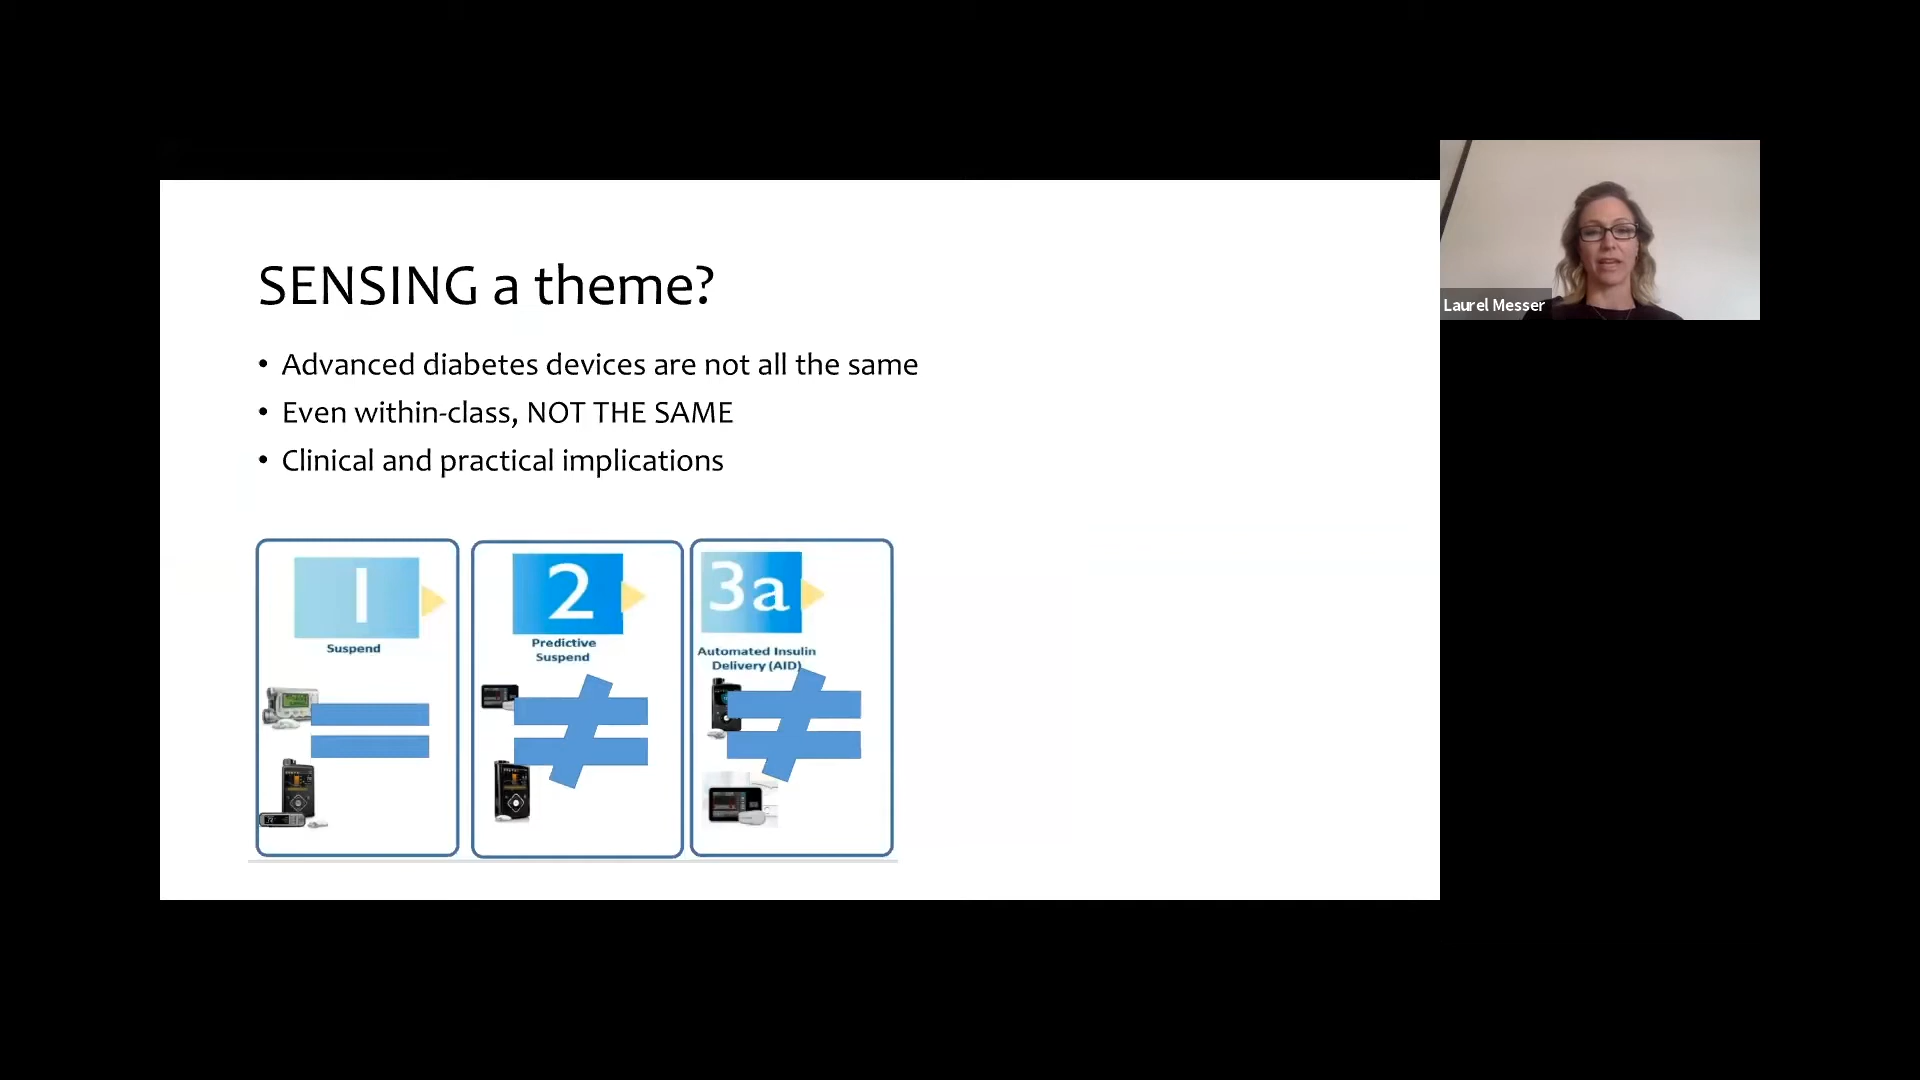 SENSING a theme?
• Advanced diabetes devices are not all the same
• Even within-class, NOT THE SAME
• Clinical and practical implications
1
Suspend
2
Predictive
Suspend
3a
Automated Insulin
Delivery (AID)
Laurel Messer